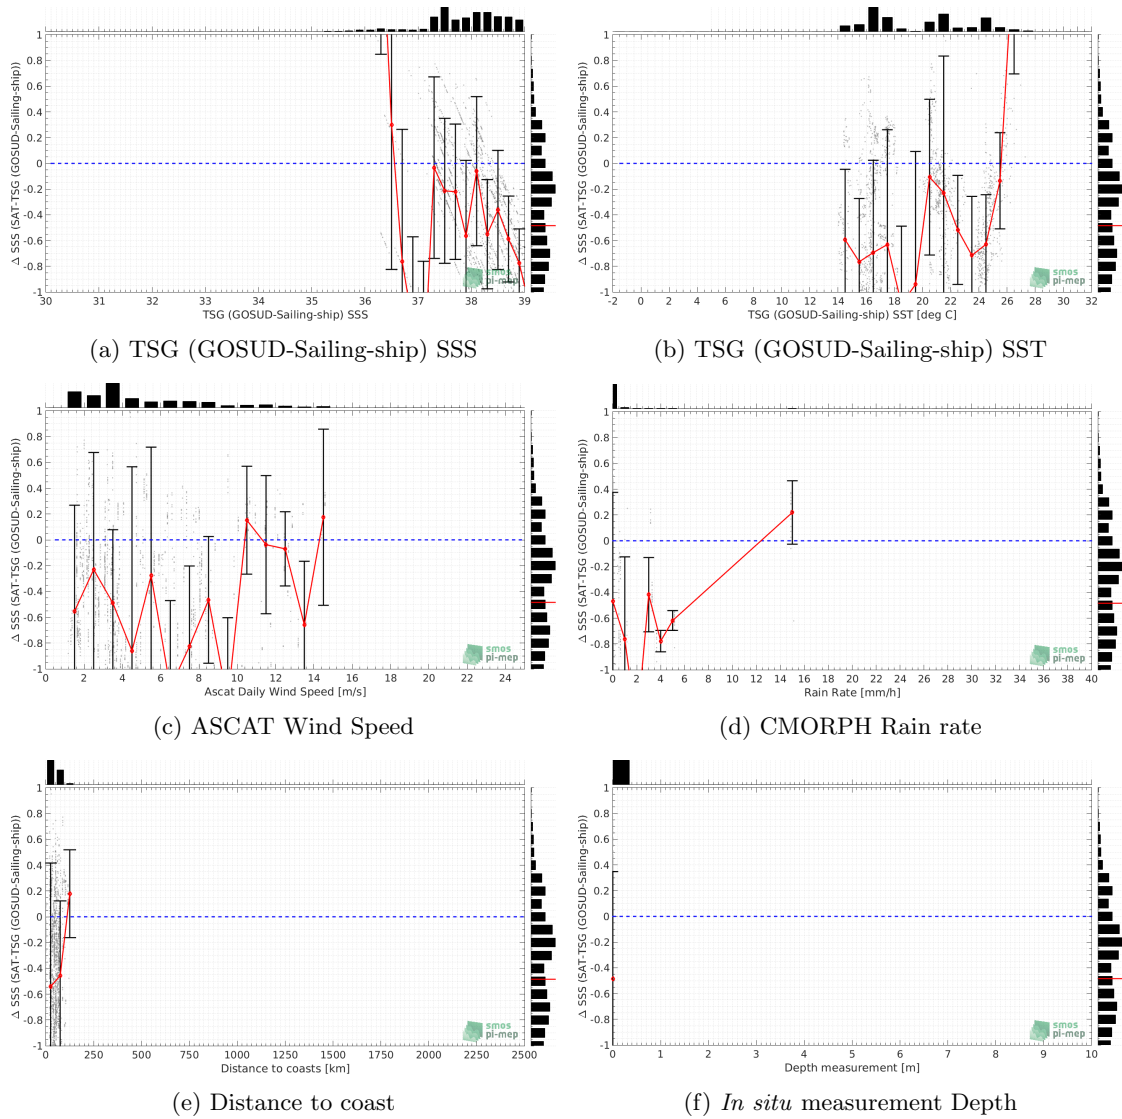 1
0.8
0.6
0.4
0.2
0
-0.2
-0.4
-0.6
-0.8
-1
Δ SSS (SAT-TSG (GOSUD-Sailing-ship))
30 31 32 33 34 35 36 37 38 39
TSG (GOSUD-Sailing-ship) SSS
smos
pi-mep
(a) TSG (GOSUD-Sailing-ship) SSS
1
0.8
0.6
0.4
0.2
0
-0.2
-0.4
-0.6
-0.8
-1
Δ SSS (SAT-TSG (GOSUD-Sailing-ship))
-2 0 2 4 6 8 10 12 14 16 18 20 22 24 26 28 30 32
TSG (GOSUD-Sailing-ship) SST [deg C]
smos
pi-mep
(b) TSG (GOSUD-Sailing-ship) SST
1
0.8
0.6
0.4
0.2
0
-0.2
-0.4
-0.6
-0.8
-1
Δ SSS (SAT-TSG (GOSUD-Sailing-ship))
0 2 4 6 8 10 12 14 16 18 20 22 24
Ascat Daily Wind Speed [m/s]
smos
pi-mep
(c) ASCAT Wind Speed
1
0.8
0.6
0.4
0.2
0
-0.2
-0.4
-0.6
-0.8
-1
Δ SSS (SAT-TSG (GOSUD-Sailing-ship))
0 2 4 6 8 10 12 14 16 18 20 22 24 26 28 30 32 34 36 38 40
Rain Rate [mm/h]
smos
pi-mep
(d) CMORPH Rain rate
1
0.8
0.6
0.4
0.2
0
-0.2
-0.4
-0.6
-0.8
-1
Δ SSS (SAT-TSG (GOSUD-Sailing-ship))
0 250 500 750 1000 1250 1500 1750 2000 2250 2500
Distance to coasts [km]
smos
pi-mep
(e) Distance to coast
1
0.8
0.6
0.4
0.2
0
-0.2
-0.4
-0.6
-0.8
-1
Δ SSS (SAT-TSG (GOSUD-Sailing-ship))
0 1 2 3 4 5 6 7 8 9 10
Depth measurement [m]
smos
pi-mep
(f) In situ measurement Depth